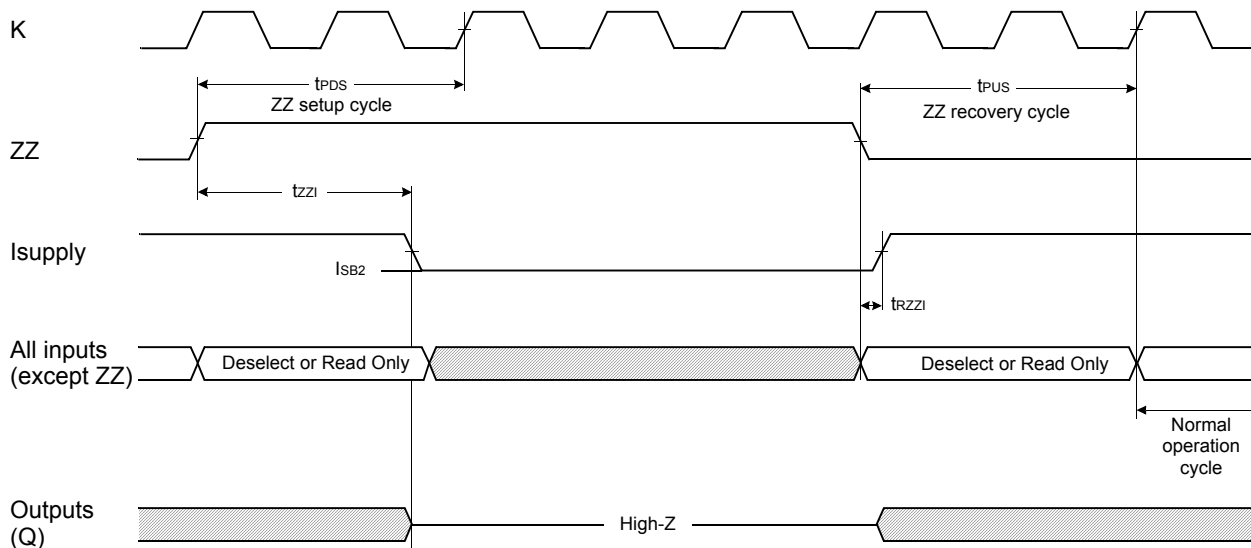 K
tPDS
ZZ setup cycle
tPUS
ZZ recovery cycle
ZZ
tZZI
Isupply
ISB2
tRZZI
All inputs
(except ZZ)
Deselect or Read Only
Deselect or Read Only
Normal
operation
cycle
Outputs
(Q)
High-Z